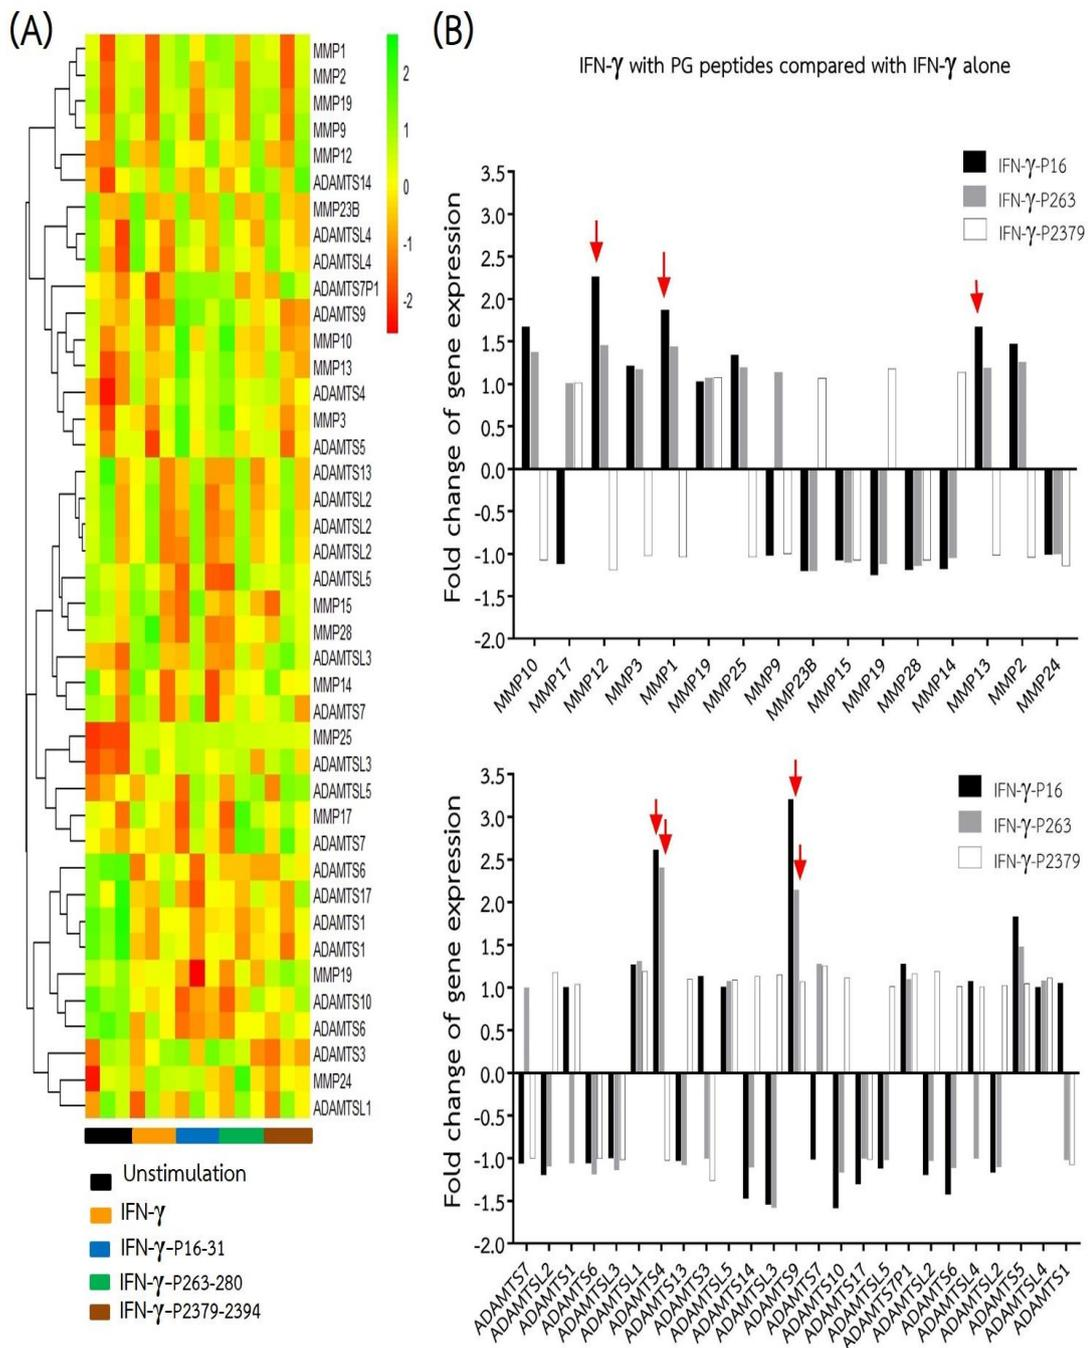 (A)
MMP1
MMP2
MMP19
MMP9
MMP12
ADAMTS14
MMP23B
ADAMTSL4
ADAMTSL4
ADAMTS7P1
ADAMTS9
MMP10
MMP13
ADAMTS4
MMP3
ADAMTS5
ADAMTS13
ADAMTSL2
ADAMTSL2
ADAMTSL2
ADAMTSL5
MMP15
MMP28
ADAMTSL3
MMP14
ADAMTS7
MMP25
ADAMTSL3
ADAMTSL5
MMP17
ADAMTS7
ADAMTS6
ADAMTS17
ADAMTS1
ADAMTS1
MMP19
ADAMTS10
ADAMTS6
ADAMTS3
MMP24
ADAMTSL1
2
1
0
-1
-2
Unstimulation
IFN-γ
IFN-γ-P16-31
IFN-γ-P263-280
IFN-γ-P2379-2394
(B)
IFN-γ with PG peptides compared with IFN-γ alone
IFN-γ-P16
IFN-γ-P263
IFN-γ-P2379
Fold change of gene expression
3.5
3.0
2.5
2.0
1.5
1.0
0.5
0.0
-0.5
-1.0
-1.5
-2.0
MMP10
MMP17
MMP12
MMP3
MMP1
MMP19
MMP25
MMP9
MMP23B
MMP15
MMP19
MMP28
MMP14
MMP13
MMP2
MMP24
IFN-γ-P16
IFN-γ-P263
IFN-γ-P2379
Fold change of gene expression
3.5
3.0
2.5
2.0
1.5
1.0
0.5
0.0
-0.5
-1.0
-1.5
-2.0
ADAMTS7
ADAMTSL2
ADAMTS1
ADAMTS6
ADAMTSL3
ADAMTSL1
ADAMTS4
ADAMTS13
ADAMTS3
ADAMTSL5
ADAMTS14
ADAMTSL3
ADAMTS9
ADAMTS7
ADAMTS10
ADAMTS17
ADAMTSL5
ADAMTS7P1
ADAMTSL2
ADAMTS6
ADAMTSL4
ADAMTSL2
ADAMTS5
ADAMTSL4
ADAMTS1